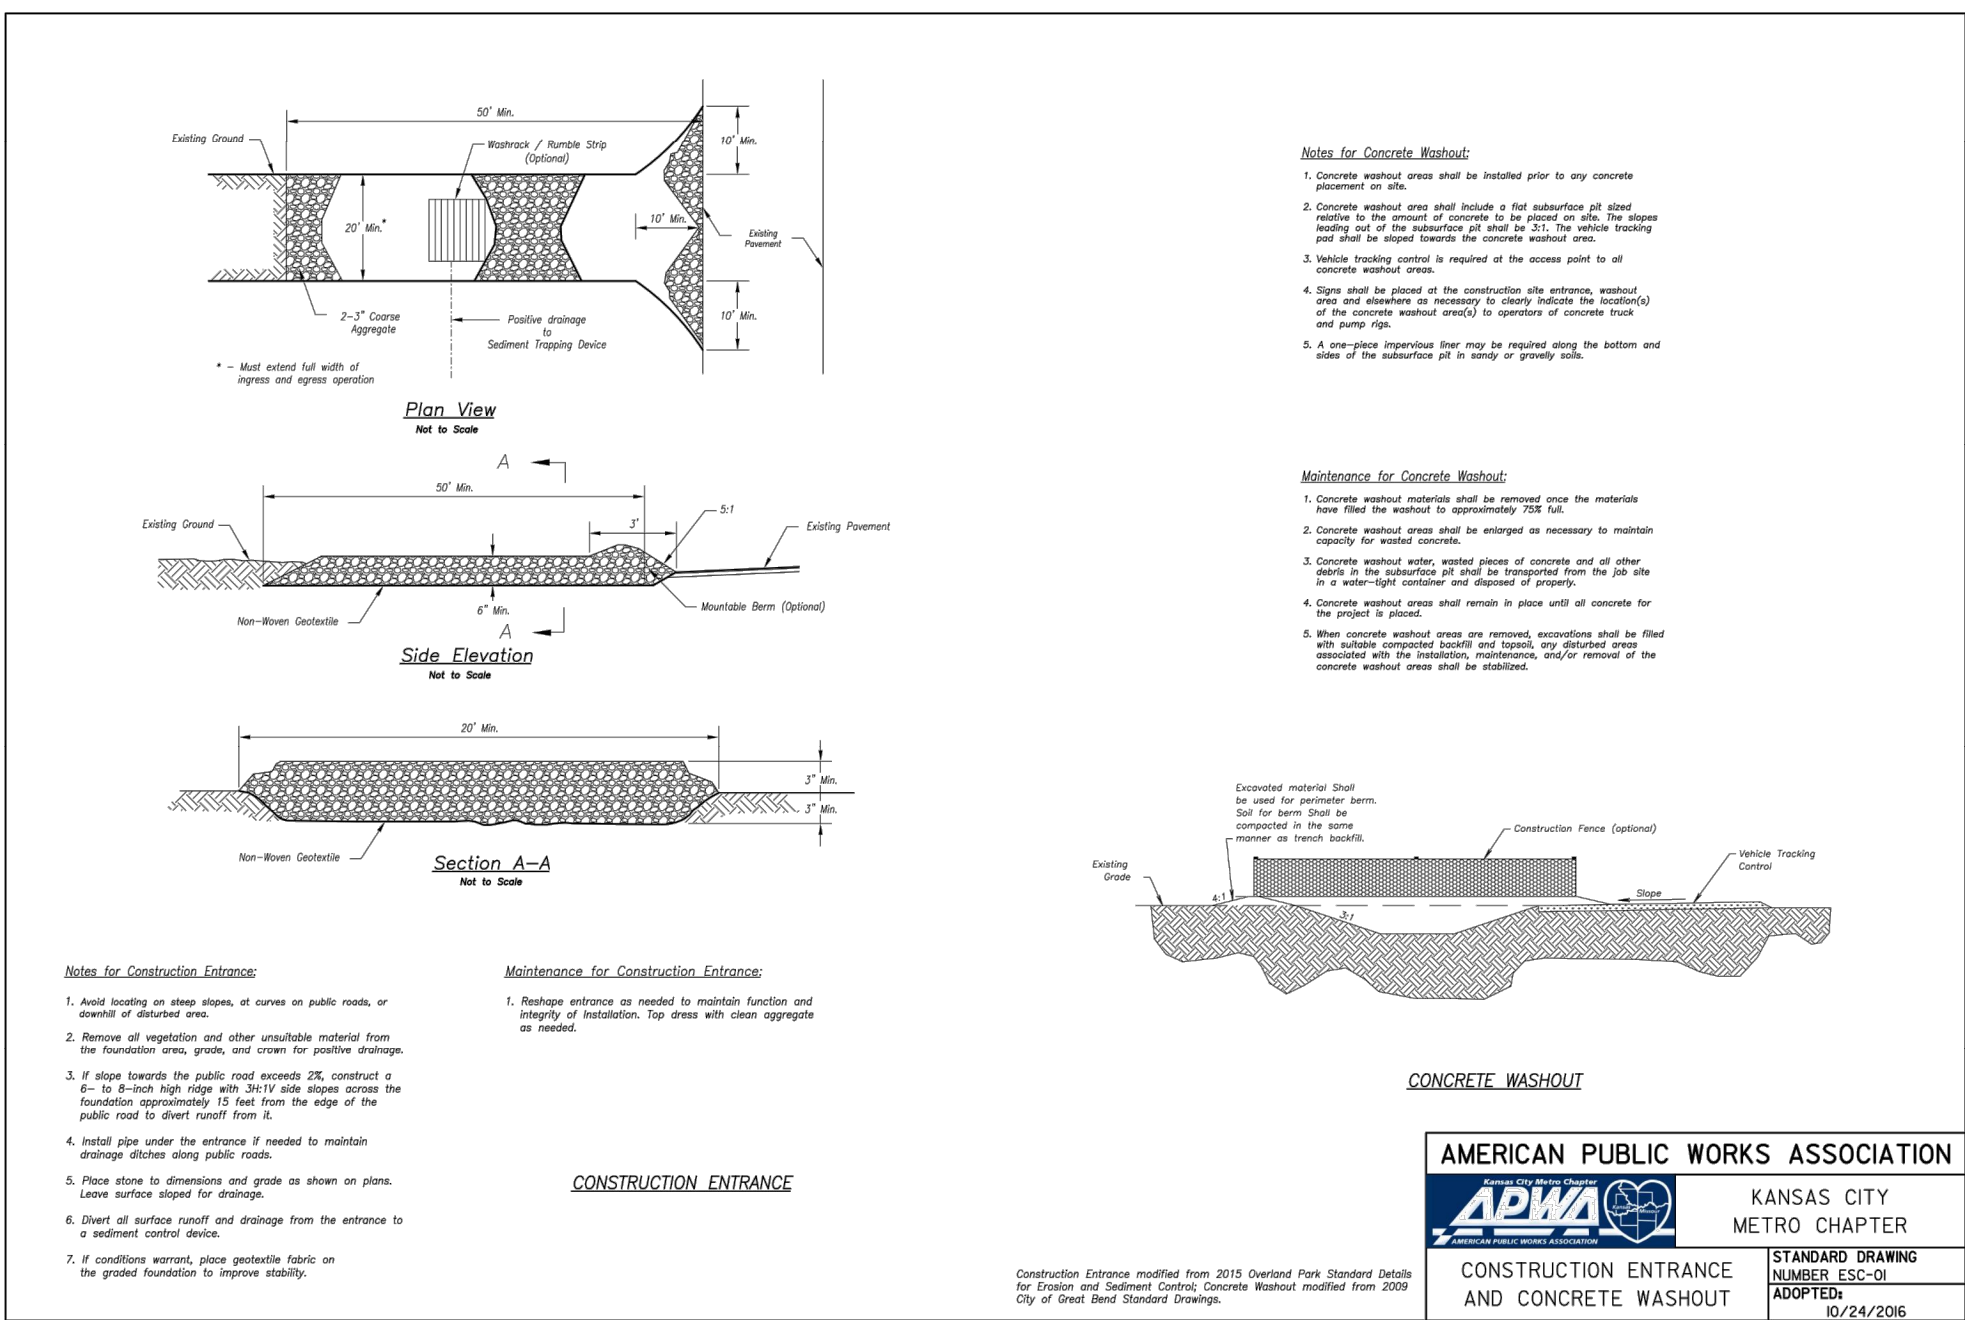 50' Min.
Existing Ground
Washrack / Rumble Strip
(Optional)
10' Min.
20' Min.*
10' Min.
Existing
Pavement
2-3" Coarse
Aggregate
Positive drainage
to
Sediment Trapping Device
10' Min.
* - Must extend full width of
ingress and egress operation
Plan View
Not to Scale
A
50' Min.
5:1
3'
Existing Ground
Existing Pavement
6" Min.
Mountable Berm (Optional)
Non-Woven Geotextile
A
Side Elevation
Not to Scale
20' Min.
3" Min.
3" Min.
Non-Woven Geotextile
Section A-A
Not to Scale
Notes for Construction Entrance:
1. Avoid locating on steep slopes, at curves on public roads, or
downhill of disturbed area.
2. Remove all vegetation and other unsuitable material from
the foundation area, grade, and crown for positive drainage.
3. If slope towards the public road exceeds 2%, construct a
6- to 8-inch high ridge with 3H:1V side slopes across the
foundation approximately 15 feet from the edge of the
public road to divert runoff from it.
4. Install pipe under the entrance if needed to maintain
drainage ditches along public roads.
5. Place stone to dimensions and grade as shown on plans.
Leave surface sloped for drainage.
6. Divert all surface runoff and drainage from the entrance to
a sediment control device.
7. If conditions warrant, place geotextile fabric on
the graded foundation to improve stability.
Maintenance for Construction Entrance:
1. Reshape entrance as needed to maintain function and
integrity of Installation. Top dress with clean aggregate
as needed.
CONSTRUCTION ENTRANCE
Notes for Concrete Washout:
1. Concrete washout areas shall be installed prior to any concrete
placement on site.
2. Concrete washout area shall include a flat subsurface pit sized
relative to the amount of concrete to be placed on site. The slopes
leading out of the subsurface pit shall be 3:1. The vehicle tracking
pad shall be sloped towards the concrete washout area.
3. Vehicle tracking control is required at the access point to all
concrete washout areas.
4. Signs shall be placed at the construction site entrance, washout
area and elsewhere as necessary to clearly indicate the location(s)
of the concrete washout area(s) to operators of concrete truck
and pump rigs.
5. A one-piece impervious liner may be required along the bottom and
sides of the subsurface pit in sandy or gravelly soils.
Maintenance for Concrete Washout:
1. Concrete washout materials shall be removed once the materials
have filled the washout to approximately 75% full.
2. Concrete washout areas shall be enlarged as necessary to maintain
capacity for wasted concrete.
3. Concrete washout water, wasted pieces of concrete and all other
debris in the subsurface pit shall be transported from the job site
in a water-tight container and disposed of properly.
4. Concrete washout areas shall remain in place until all concrete for
the project is placed.
5. When concrete washout areas are removed, excavations shall be filled
with suitable compacted backfill and topsoil, any disturbed areas
associated with the installation, maintenance, and/or removal of the
concrete washout areas shall be stabilized.
Excavated material Shall
be used for perimeter berm.
Soil for berm Shall be
compacted in the same
manner as trench backfill.
Construction Fence (optional)
Existing
Grade
Vehicle Tracking
Control
4:1
Slope
3:1
CONCRETE WASHOUT
Construction Entrance modified from 2015 Overland Park Standard Details
for Erosion and Sediment Control; Concrete Washout modified from 2009
City of Great Bend Standard Drawings.
AMERICAN PUBLIC WORKS ASSOCIATION
Kansas City Metro Chapter
APWA
Kansas
Missouri
AMERICAN PUBLIC WORKS ASSOCIATION
KANSAS CITY
METRO CHAPTER
CONSTRUCTION ENTRANCE
AND CONCRETE WASHOUT
STANDARD DRAWING
NUMBER ESC-01
ADOPTED:
10/24/2016